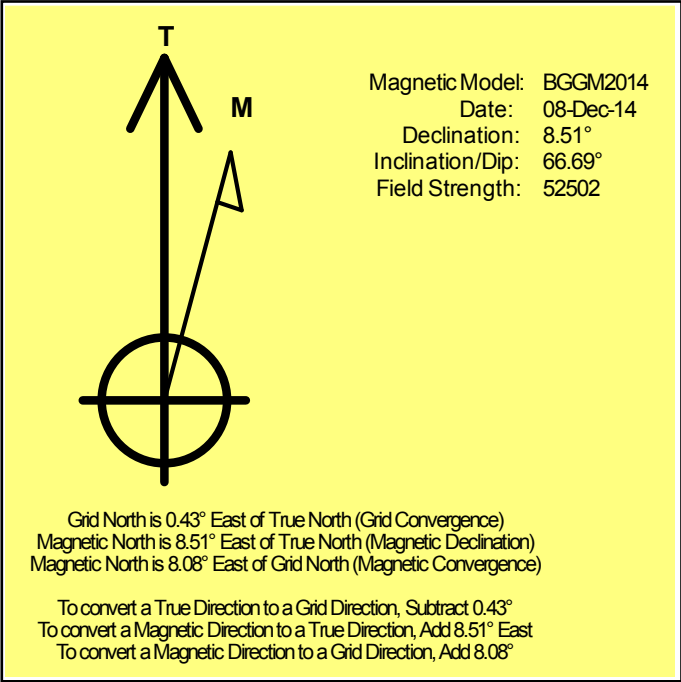 T
M
Magnetic Model: BGGM2014
Date: 08-Dec-14
Declination: 8.51°
Inclination/Dip: 66.69°
Field Strength: 52502
Grid North is 0.43° East of True North (Grid Convergence)
Magnetic North is 8.51° East of True North (Magnetic Declination)
Magnetic North is 8.08° East of Grid North (Magnetic Convergence)
To convert a True Direction to a Grid Direction, Subtract 0.43°
To convert a Magnetic Direction to a True Direction, Add 8.51° East
To convert a Magnetic Direction to a Grid Direction, Add 8.08°